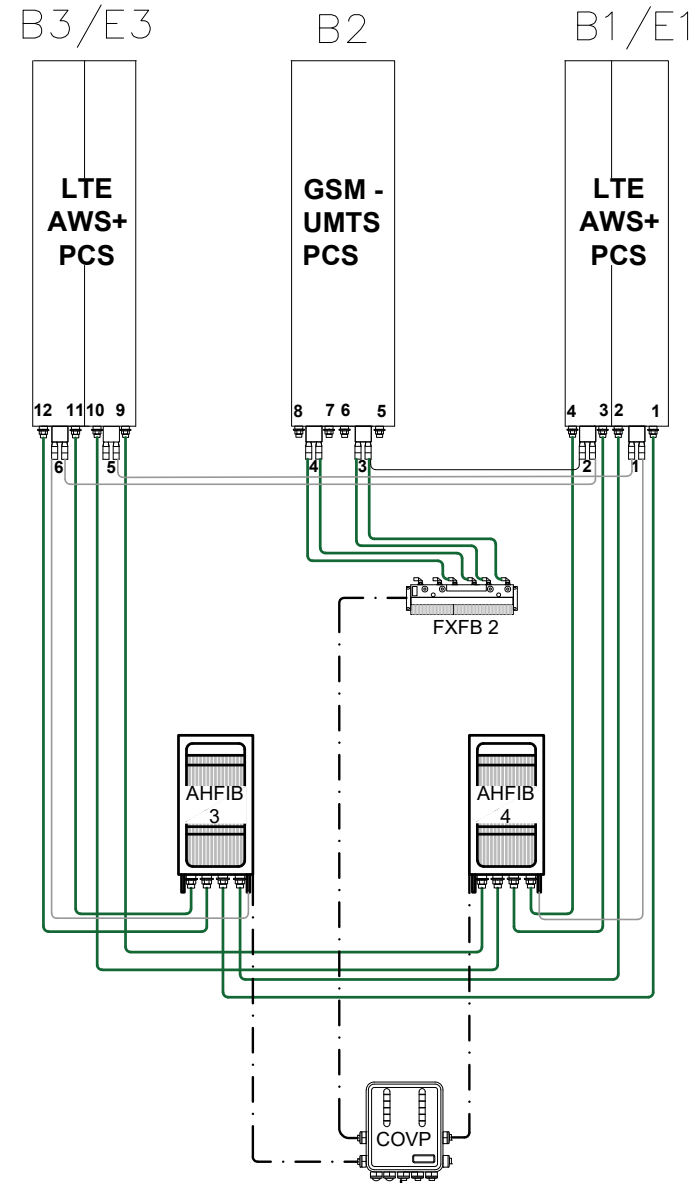 B3/E3
B2
B1/E1
LTE
AWS+
PCS
GSM -
UMTS
PCS
LTE
AWS+
PCS
12 11 10 9
8 7 6 5
4 3 2 1
6 5
4 3
2 1
FXFB 2
AHFIB
3
AHFIB
4
COVP